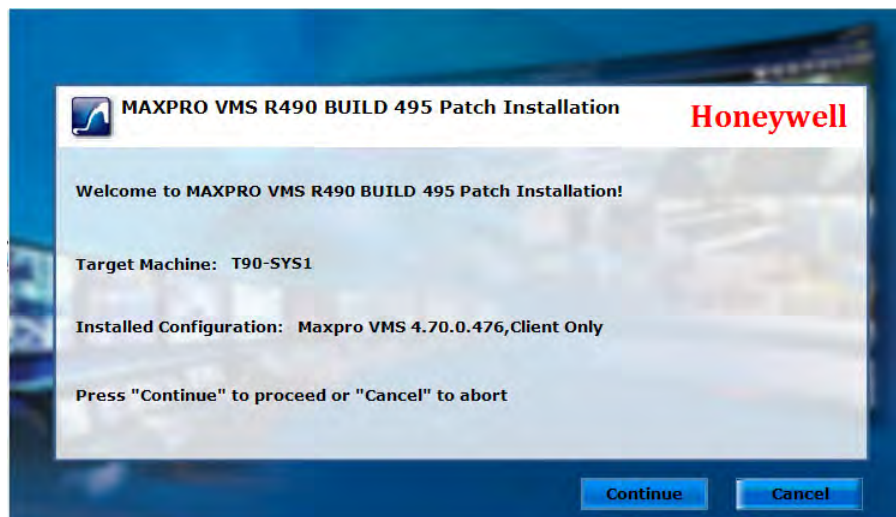 MAXPRO VMS R490 BUILD 495 Patch Installation
Honeywell
Welcome to MAXPRO VMS R490 BUILD 495 Patch Installation!
Target Machine: T90-SYS1
Installed Configuration: Maxpro VMS 4.70.0.476,Client Only
Press "Continue" to proceed or "Cancel" to abort
Continue
Cancel